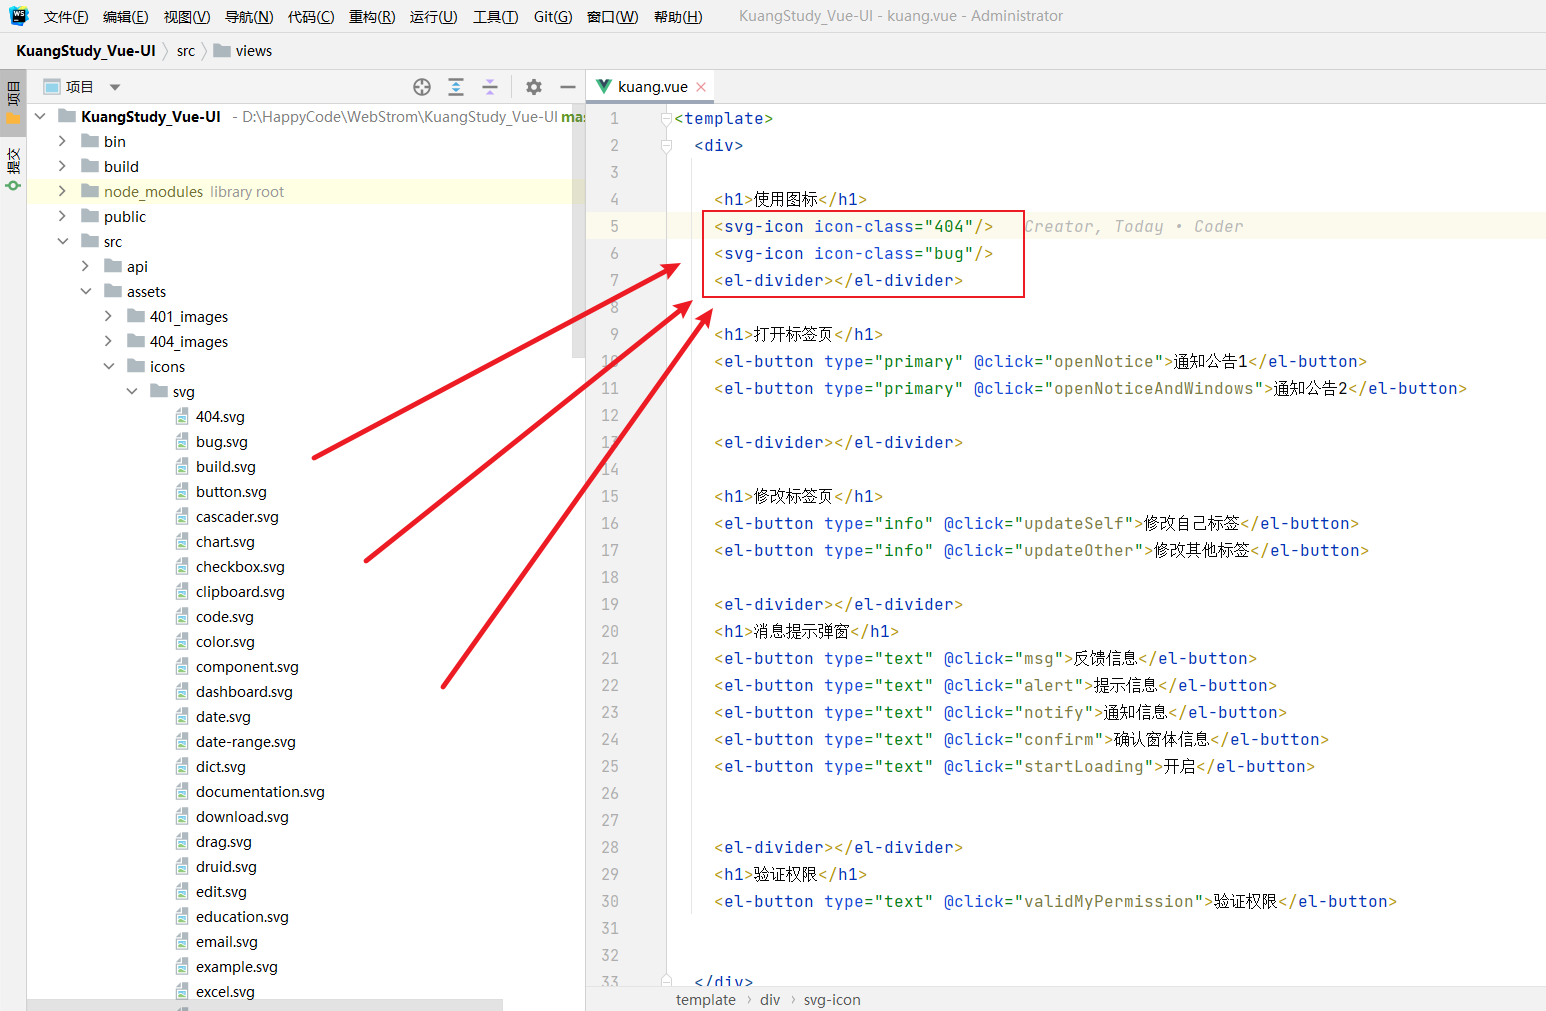 文件(F) 编辑(E) 视图(V) 导航(N) 代码(C) 重构(R) 运行(U) 工具(T) Git(G) 窗口(W) 帮助(H) KuangStudy_Vue-UI - kuang.vue - Administrator
KuangStudy_Vue-UI src views
项目
提交
项目
KuangStudy_Vue-UI - D:\HappyCode\WebStrom\KuangStudy_Vue-UI mas
bin
build
node_modules library root
public
src
api
assets
401_images
404_images
icons
svg
404.svg
bug.svg
build.svg
button.svg
cascader.svg
chart.svg
checkbox.svg
clipboard.svg
code.svg
color.svg
component.svg
dashboard.svg
date.svg
date-range.svg
dict.svg
documentation.svg
download.svg
drag.svg
druid.svg
edit.svg
education.svg
email.svg
example.svg
excel.svg
kuang.vue
1 <template>
2 <div>
3
4 <h1>使用图标</h1>
5 <svg-icon icon-class="404"/> Creator, Today • Coder
6 <svg-icon icon-class="bug"/>
7 <el-divider></el-divider>
8
9 <h1>打开标签页</h1>
10 <el-button type="primary" @click="openNotice">通知公告1</el-button>
11 <el-button type="primary" @click="openNoticeAndWindows">通知公告2</el-button>
12
13 <el-divider></el-divider>
14
15 <h1>修改标签页</h1>
16 <el-button type="info" @click="updateSelf">修改自己标签</el-button>
17 <el-button type="info" @click="updateOther">修改其他标签</el-button>
18
19 <el-divider></el-divider>
20 <h1>消息提示弹窗</h1>
21 <el-button type="text" @click="msg">反馈信息</el-button>
22 <el-button type="text" @click="alert">提示信息</el-button>
23 <el-button type="text" @click="notify">通知信息</el-button>
24 <el-button type="text" @click="confirm">确认窗体信息</el-button>
25 <el-button type="text" @click="startLoading">开启</el-button>
26
27
28 <el-divider></el-divider>
29 <h1>验证权限</h1>
30 <el-button type="text" @click="validMyPermission">验证权限</el-button>
31
32
33 </div>
template › div › svg-icon